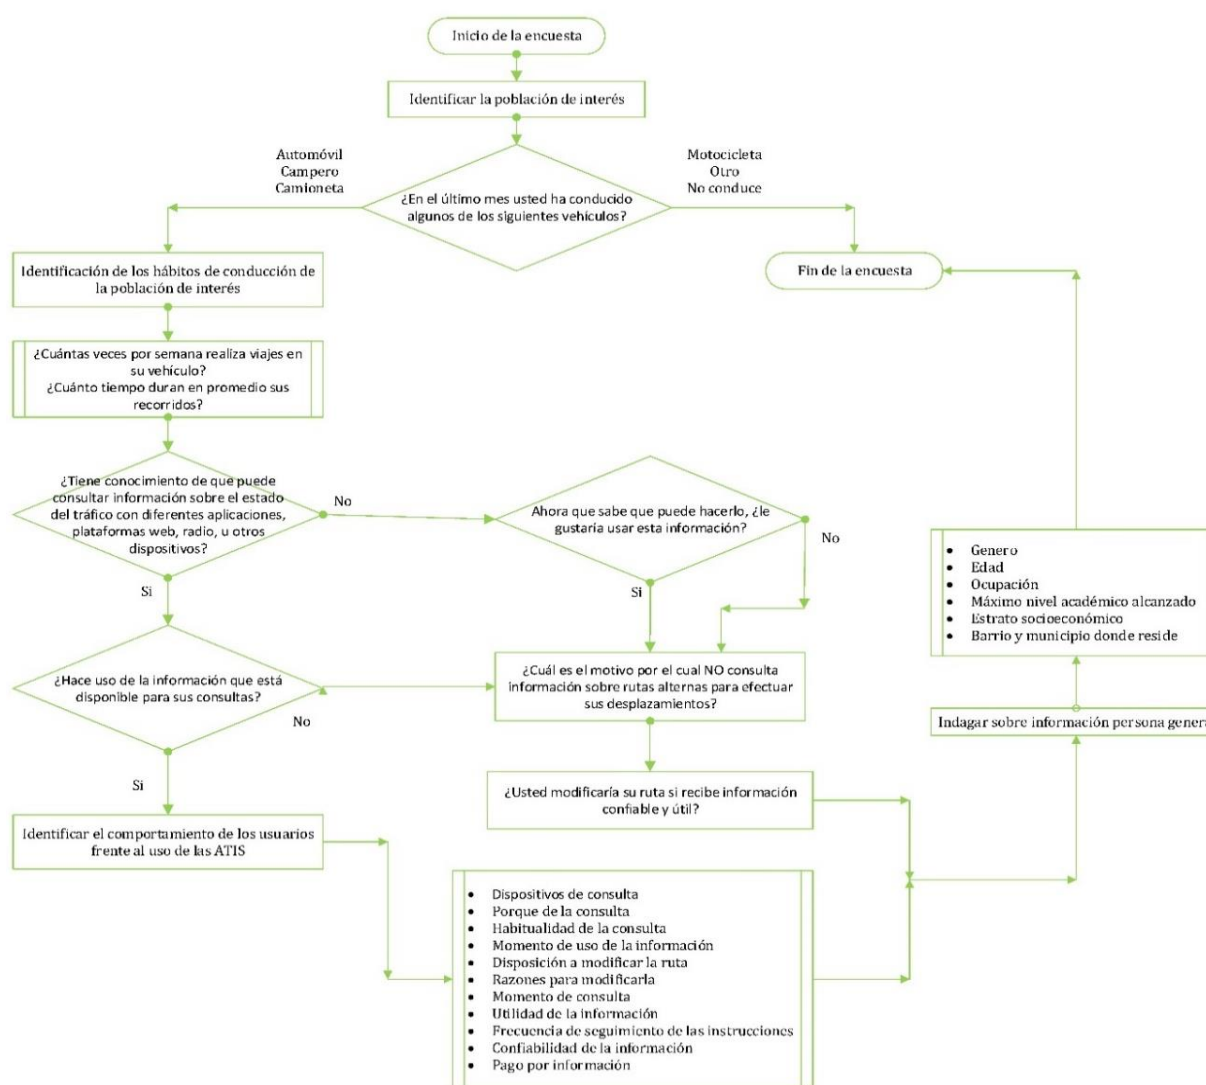 Inicio de la encuesta
Identificar la población de interés
Automóvil
Campero
Camioneta
Motocicleta
Otro
No conduce
¿En el último mes usted ha conducido
algunos de los siguientes vehículos?
Identificación de los hábitos de conducción de
la población de interés
Fin de la encuesta
¿Cuántas veces por semana realiza viajes en
su vehículo?
¿Cuánto tiempo duran en promedio sus
recorridos?
¿Tiene conocimiento de que puede
consultar información sobre el estado
del tráfico con diferentes aplicaciones,
plataformas web, radio, u otros
dispositivos?
No
Ahora que sabe que puede hacerlo, ¿le
gustaría usar esta información?
No
Si
Si
• Genero
• Edad
• Ocupación
• Máximo nivel académico alcanzado
• Estrato socioeconómico
• Barrio y municipio donde reside
¿Hace uso de la información que está
disponible para sus consultas?
No
Si
¿Cuál es el motivo por el cual NO consulta
información sobre rutas alternas para efectuar
sus desplazamientos?
Indagar sobre información persona genera
¿Usted modificaría su ruta si recibe información
confiable y útil?
Identificar el comportamiento de los usuarios
frente al uso de las ATIS
• Dispositivos de consulta
• Porque de la consulta
• Habitualidad de la consulta
• Momento de uso de la información
• Disposición a modificar la ruta
• Razones para modificarla
• Momento de consulta
• Utilidad de la información
• Frecuencia de seguimiento de las instrucciones
• Confiabilidad de la información
• Pago por información